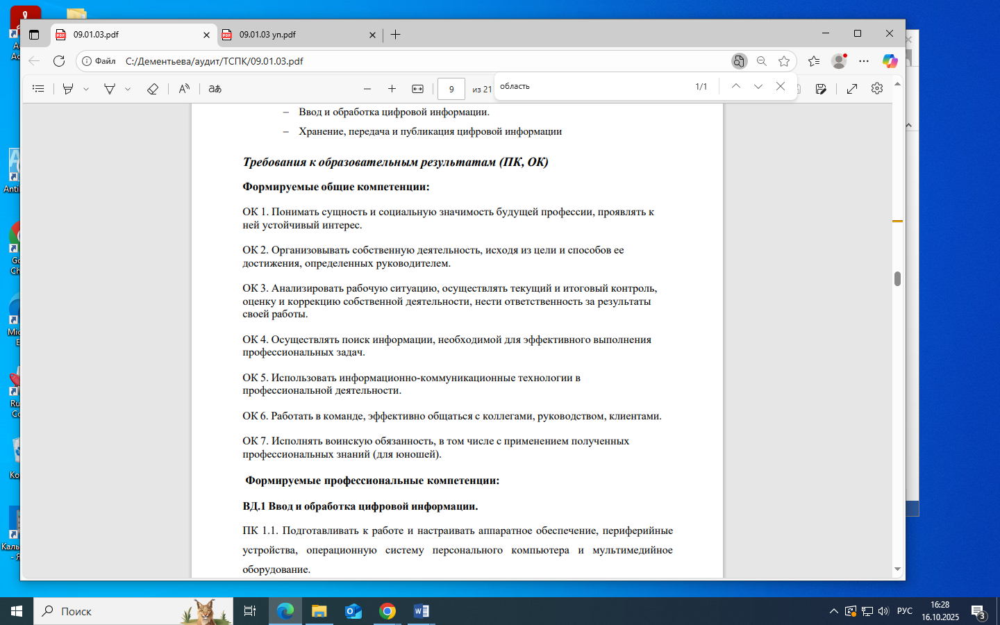 09.01.03.pdf
09.01.03 уп.pdf
Файл
C:/Дементьева/аудит/ТСПК/09.01.03.pdf
9
из 21
область
1/1
Ввод и обработка цифровой информации.
Хранение, передача и публикация цифровой информации
Требования к образовательным результатам (ПК, ОК)
Формируемые общие компетенции:
ОК 1. Понимать сущность и социальную значимость будущей профессии, проявлять к
ней устойчивый интерес.
ОК 2. Организовывать собственную деятельность, исходя из цели и способов ее
достижения, определенных руководителем.
ОК 3. Анализировать рабочую ситуацию, осуществлять текущий и итоговый контроль,
оценку и коррекцию собственной деятельности, нести ответственность за результаты
своей работы.
ОК 4. Осуществлять поиск информации, необходимой для эффективного выполнения
профессиональных задач.
ОК 5. Использовать информационно-коммуникационные технологии в
профессиональной деятельности.
ОК 6. Работать в команде, эффективно общаться с коллегами, руководством, клиентами.
ОК 7. Исполнять воинскую обязанность, в том числе с применением полученных
профессиональных знаний (для юношей).
Формируемые профессиональные компетенции:
ВД.1 Ввод и обработка цифровой информации.
ПК 1.1. Подготавливать к работе и настраивать аппаратное обеспечение, периферийные
устройства, операционную систему персонального компьютера и мультимедийное
оборудование.
Поиск
РУС
16:28
16.10.2025
3